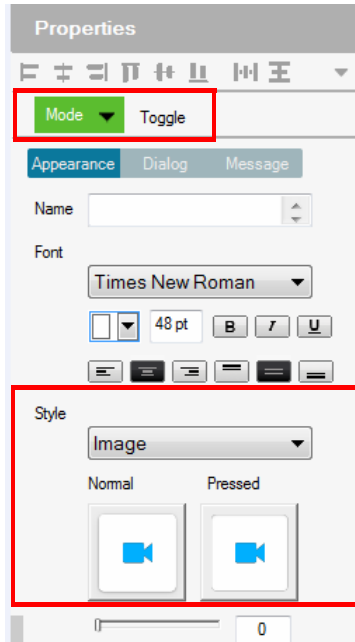 Properties
Mode Toggle
Appearance Dialog Message
Name
Font
Times New Roman
48 pt B I U
Style
Image
Normal Pressed
0